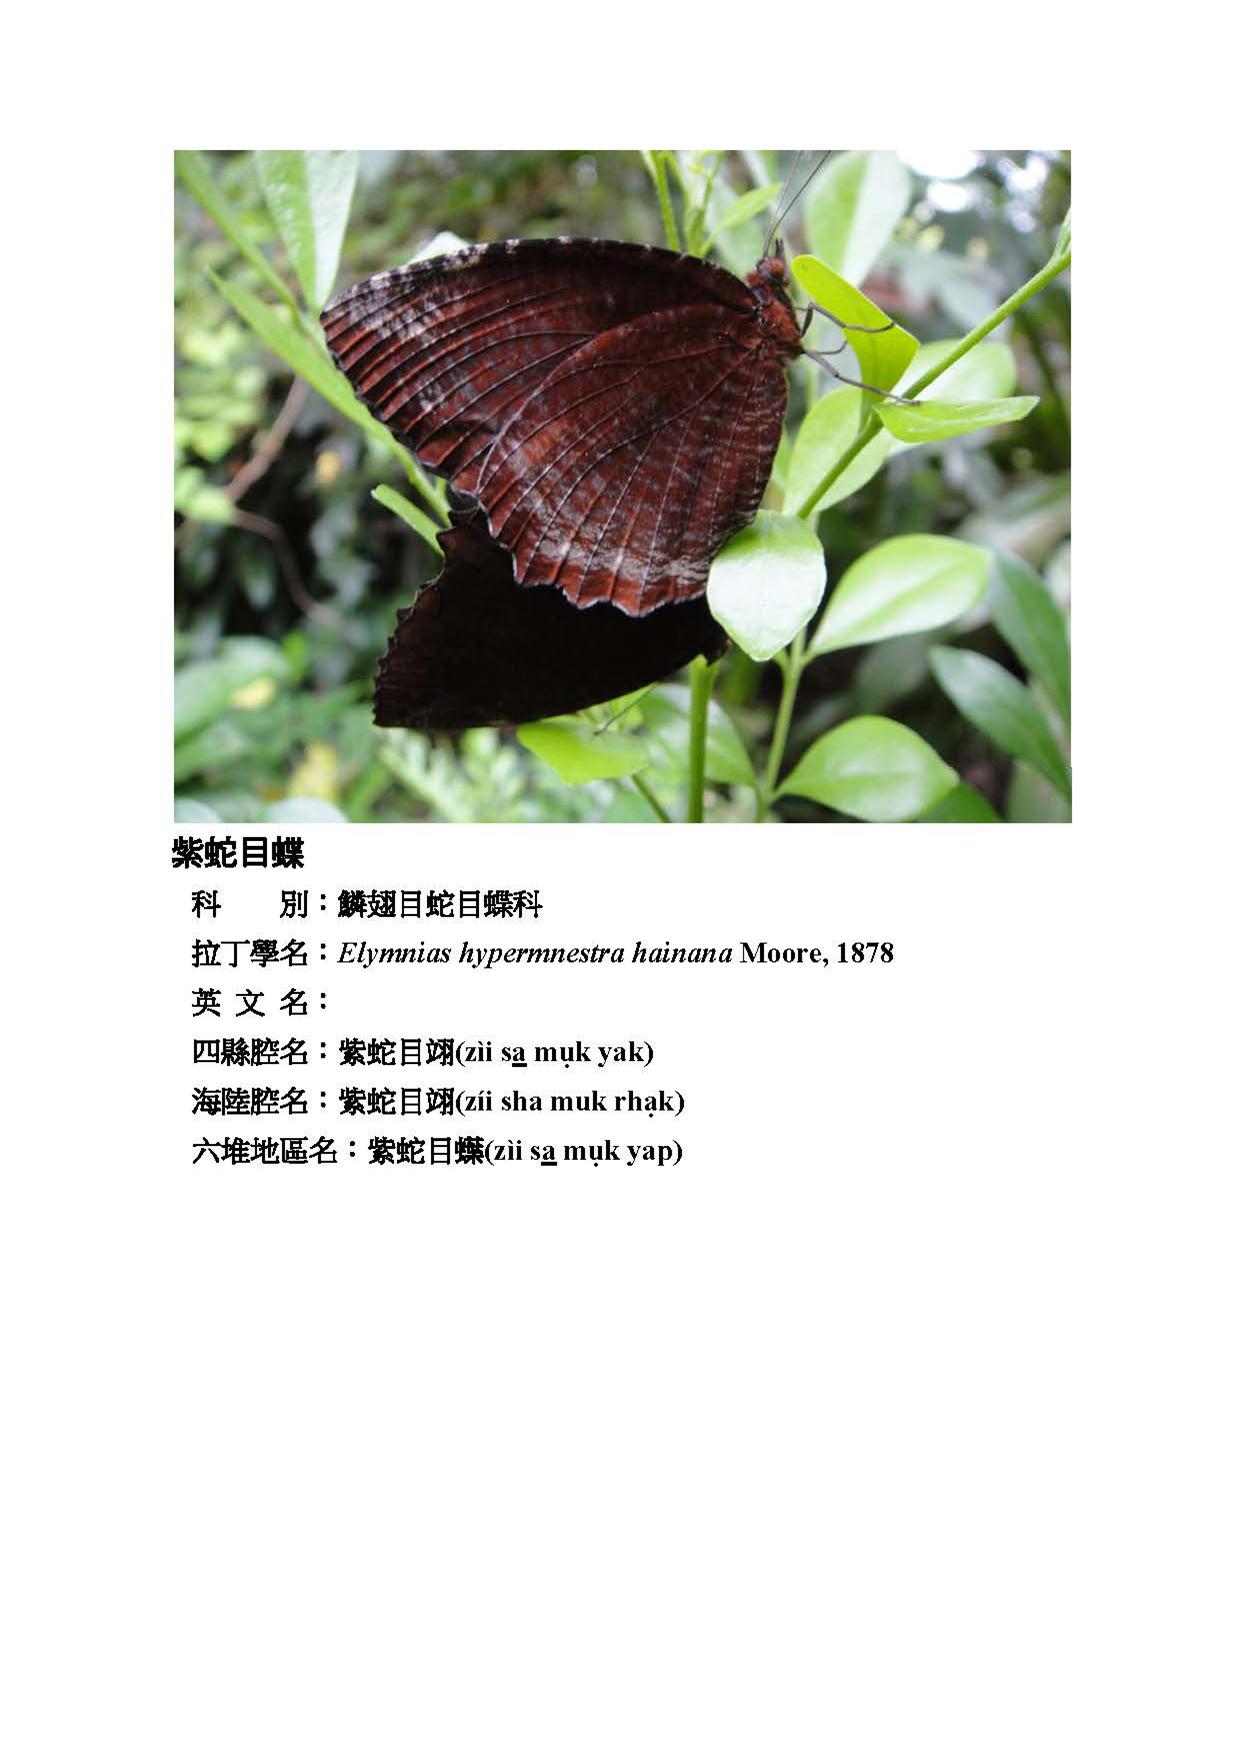 紫蛇目蝶
科　　別：鱗翅目蛇目蝶科
拉丁學名：Elymnias hypermnestra hainana Moore, 1878
英 文 名：
四縣腔名：紫蛇目𧊅(zìi sa̲ mụk yak)
海陸腔名：紫蛇目𧊅(zíi sha muk rhạk)
六堆地區名：紫蛇目蝶(zìi sa̲ mụk yap)